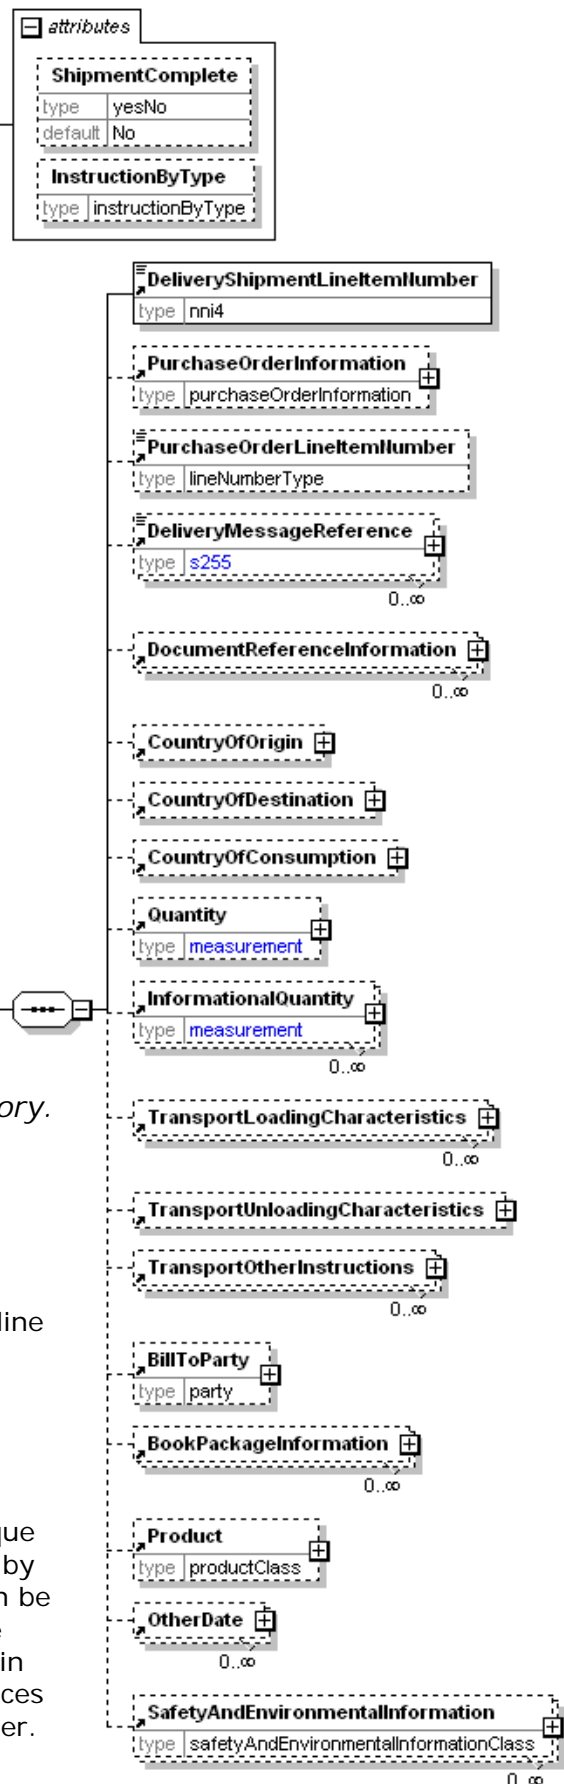 attributes
ShipmentComplete
type yesNo
default No
InstructionByType
type instructionByType
DeliveryShipmentLineItemNumber
type nni4
PurchaseOrderInformation
type purchaseOrderInformation
PurchaseOrderLineItemNumber
type lineNumberType
DeliveryMessageReference
type s255
0..∞
DocumentReferenceInformation
0..∞
CountryOfOrigin
CountryOfDestination
CountryOfConsumption
Quantity
type measurement
InformationalQuantity
type measurement
0..∞
ory.
TransportLoadingCharacteristics
0..∞
TransportUnloadingCharacteristics
TransportOtherInstructions
0..∞
line
BillToParty
type party
BookPackageInformation
0..∞
que
by
n be
e
in
ces
er.
Product
type productClass
OtherDate
0..∞
SafetyAndEnvironmentalInformation
type safetyAndEnvironmentalInformationClass
0..∞